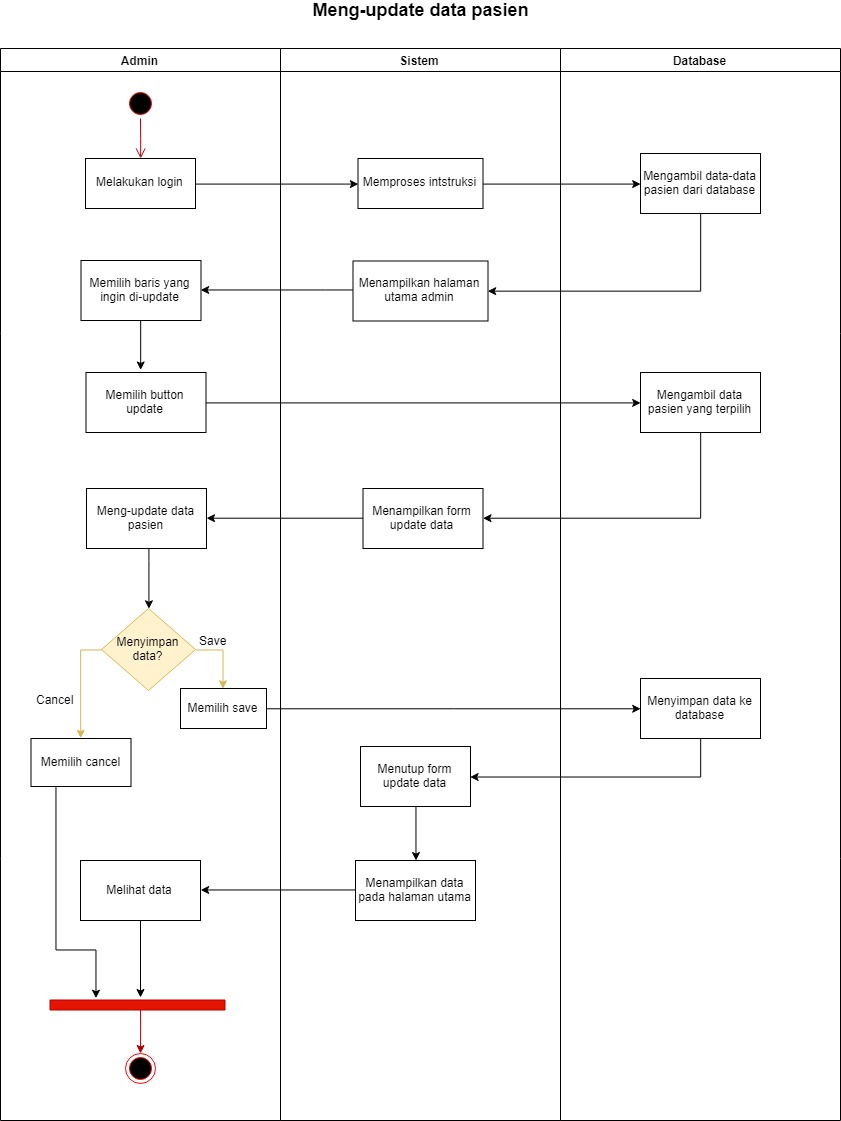 Meng-update data pasien
Admin
Sistem
Database
Melakukan login
Memproses intstruksi
Mengambil data-data
pasien dari database
Memilih baris yang
ingin di-update
Menampilkan halaman
utama admin
Memilih button
update
Mengambil data
pasien yang terpilih
Meng-update data
pasien
Menampilkan form
update data
Menyimpan
data?
Save
Cancel
Memilih save
Menyimpan data ke
database
Memilih cancel
Menutup form
update data
Melihat data
Menampilkan data
pada halaman utama